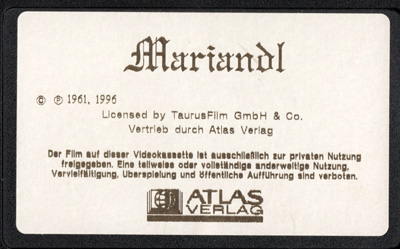 Mariandl
© ℗ 1961, 1996
Licensed by TaurusFilm GmbH & Co.
Vertrieb durch Atlas Verlag
Der Film auf dieser Videokassette ist ausschließlich zur privaten Nutzung
freigegeben. Eine teilweise oder vollständige anderweitige Nutzung,
Vervielfältigung, Überspielung und öffentliche Aufführung sind verboten.
ATLAS
VERLAG